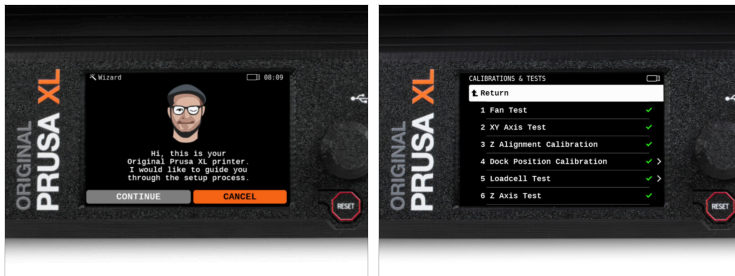 ORIGINAL
PRUSA XL
Wizard
08:09
Hi, this is your
Original Prusa XL printer.
I would like to guide you
through the setup process.
CONTINUE
CANCEL
RESET
ORIGINAL
PRUSA XL
CALIBRATIONS & TESTS
Return
1 Fan Test
2 XY Axis Test
3 Z Alignment Calibration
4 Dock Position Calibration
5 Loadcell Test
6 Z Axis Test
RESET